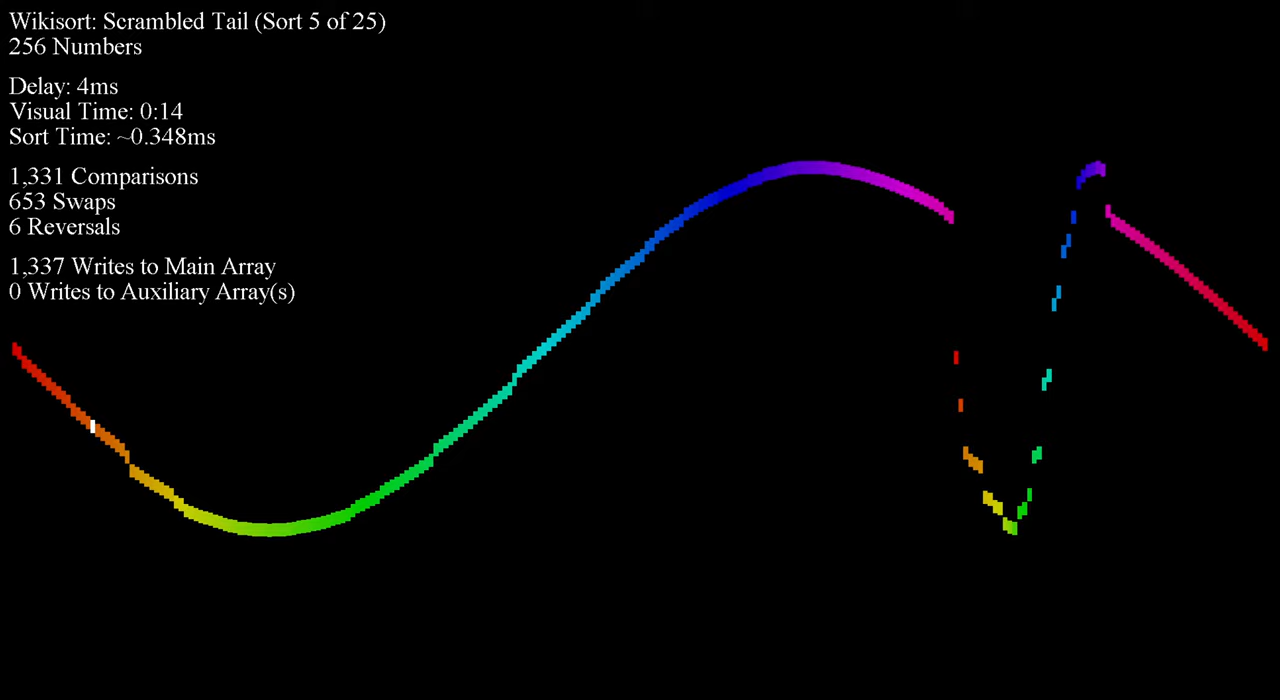 Wikisort: Scrambled Tail (Sort 5 of 25)
256 Numbers
Delay: 4ms
Visual Time: 0:14
Sort Time: ~0.348ms
1,331 Comparisons
653 Swaps
6 Reversals
1,337 Writes to Main Array
0 Writes to Auxiliary Array(s)